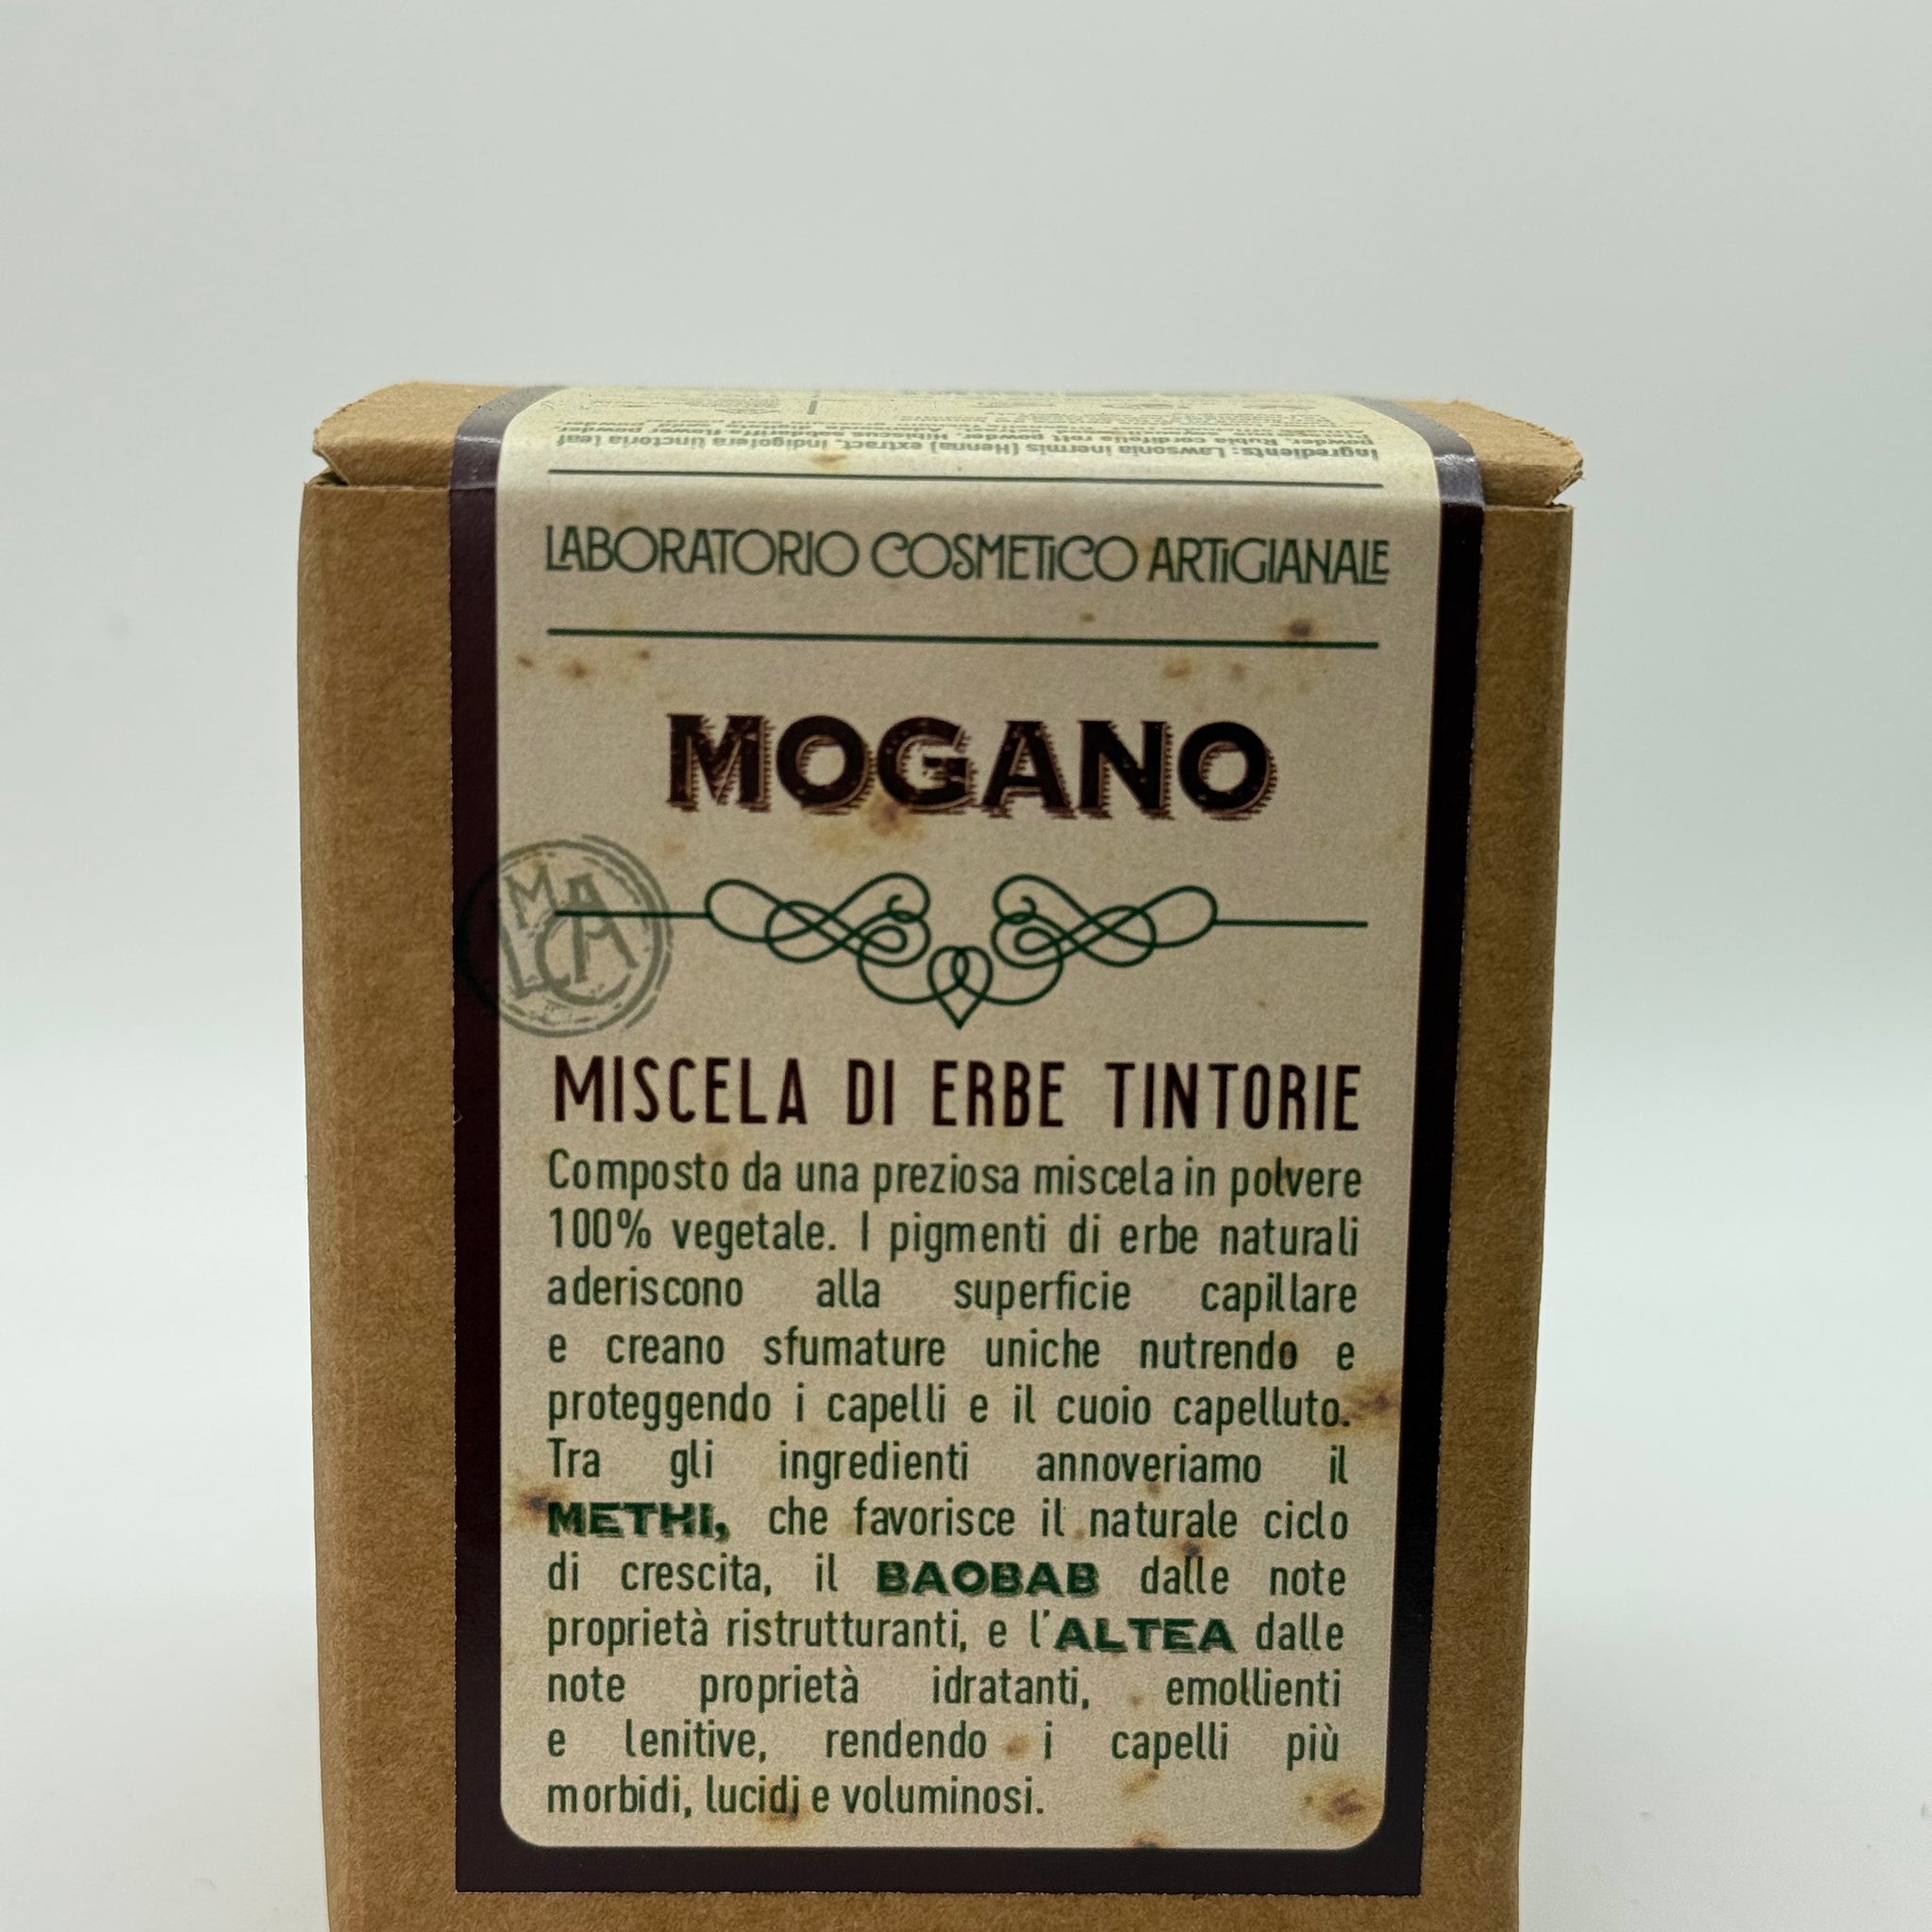 Ingredients: Lawsonia inermis (Henna) extract, Indigofera tinctoria leaf
powder, Rubia cordifolia rott powder, Hibiscus sabdariffa flower
LABORATORIO COSMETICO ARTIGIANALE
MOGANO
MALCA
MISCELA DI ERBE TINTORIE
Composto da una preziosa miscela in polvere
100% vegetale. I pigmenti di erbe naturali
aderiscono alla superficie capillare
e creano sfumature uniche nutrendo e
proteggendo i capelli e il cuoio capelluto.
Tra gli ingredienti annoveriamo il
METHI, che favorisce il naturale ciclo
di crescita, il BAOBAB dalle note
proprietà ristrutturanti, e l'ALTEA dalle
note proprietà idratanti, emollienti
e lenitive, rendendo i capelli più
morbidi, lucidi e voluminosi.